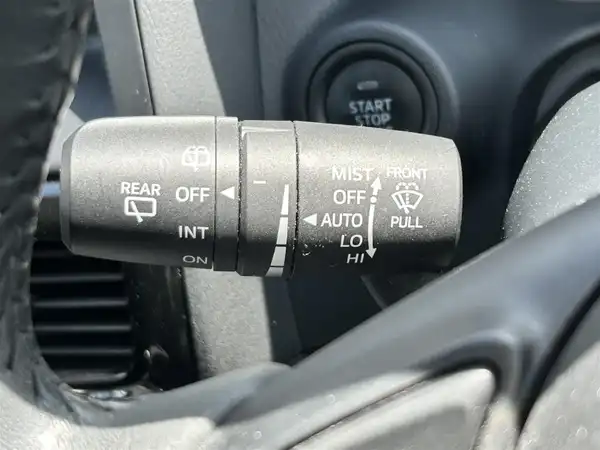 START
STOP
REAR
OFF
INT
ON
MIST
OFF
AUTO
LO
HI
FRONT
PULL